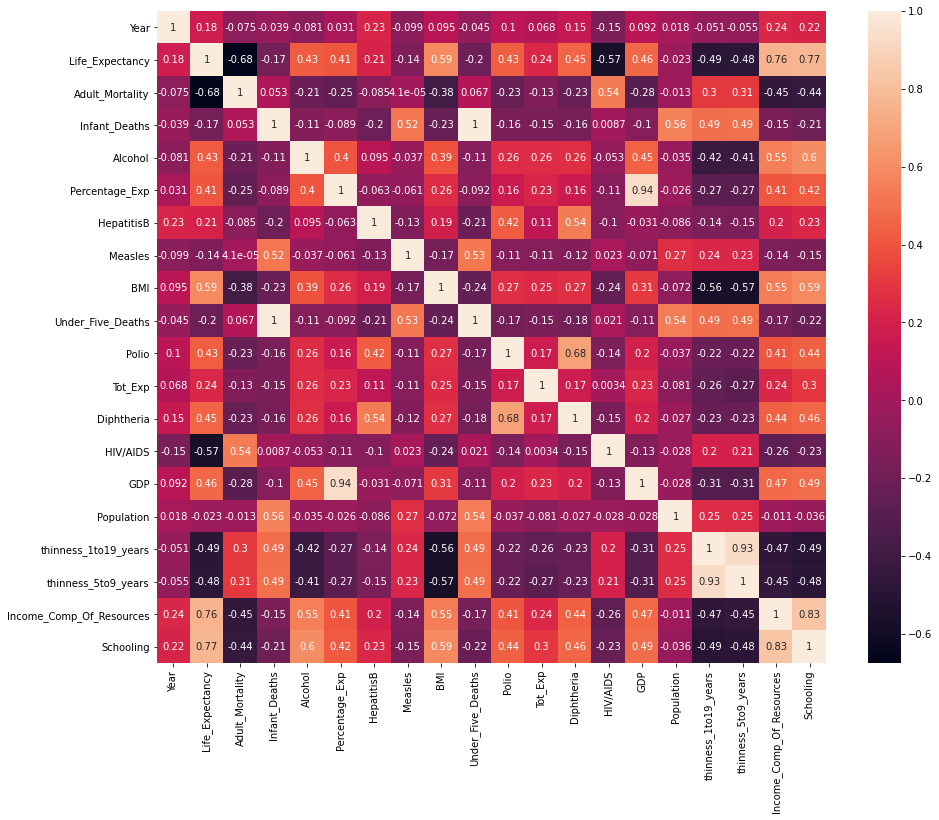 Year 1 0.18 -0.075 -0.039 -0.081 0.031 0.23 -0.099 0.095 -0.045 0.1 0.068 0.15 -0.15 0.092 0.018 -0.051 -0.055 0.24 0.22
Life_Expectancy 0.18 1 -0.68 -0.17 0.43 0.41 0.21 -0.14 0.59 -0.2 0.43 0.24 0.45 -0.57 0.46 -0.023 -0.49 -0.48 0.76 0.77
Adult_Mortality -0.075 -0.68 1 0.053 -0.21 -0.25 -0.085 4.1e-05 -0.38 0.067 -0.23 -0.13 -0.23 0.54 -0.28 -0.013 0.3 0.31 -0.45 -0.44
Infant_Deaths -0.039 -0.17 0.053 1 -0.11 -0.089 -0.2 0.52 -0.23 1 -0.16 -0.15 -0.16 0.0087 -0.1 0.56 0.49 0.49 -0.15 -0.21
Alcohol -0.081 0.43 -0.21 -0.11 1 0.4 0.095 -0.037 0.39 -0.11 0.26 0.26 0.26 -0.053 0.45 -0.035 -0.42 -0.41 0.55 0.6
Percentage_Exp 0.031 0.41 -0.25 -0.089 0.4 1 -0.063 -0.061 0.26 -0.092 0.16 0.23 0.16 -0.11 0.94 -0.026 -0.27 -0.27 0.41 0.42
HepatitisB 0.23 0.21 -0.085 -0.2 0.095 -0.063 1 -0.13 0.19 -0.21 0.42 0.11 0.54 -0.1 -0.031 -0.086 -0.14 -0.15 0.2 0.23
Measles -0.099 -0.14 4.1e-05 0.52 -0.037 -0.061 -0.13 1 -0.17 0.53 -0.11 -0.11 -0.12 0.023 -0.071 0.27 0.24 0.23 -0.14 -0.15
BMI 0.095 0.59 -0.38 -0.23 0.39 0.26 0.19 -0.17 1 -0.24 0.27 0.25 0.27 -0.24 0.31 -0.072 -0.56 -0.57 0.55 0.59
Under_Five_Deaths -0.045 -0.2 0.067 1 -0.11 -0.092 -0.21 0.53 -0.24 1 -0.17 -0.15 -0.18 0.021 -0.11 0.54 0.49 0.49 -0.17 -0.22
Polio 0.1 0.43 -0.23 -0.16 0.26 0.16 0.42 -0.11 0.27 -0.17 1 0.17 0.68 -0.14 0.2 -0.037 -0.22 -0.22 0.41 0.44
Tot_Exp 0.068 0.24 -0.13 -0.15 0.26 0.23 0.11 -0.11 0.25 -0.15 0.17 1 0.17 0.0034 0.23 -0.081 -0.26 -0.27 0.24 0.3
Diphtheria 0.15 0.45 -0.23 -0.16 0.26 0.16 0.54 -0.12 0.27 -0.18 0.68 0.17 1 -0.15 0.2 -0.027 -0.23 -0.23 0.44 0.46
HIV/AIDS -0.15 -0.57 0.54 0.0087 -0.053 -0.11 -0.1 0.023 -0.24 0.021 -0.14 0.0034 -0.15 1 -0.13 -0.028 0.2 0.21 -0.26 -0.23
GDP 0.092 0.46 -0.28 -0.1 0.45 0.94 -0.031 -0.071 0.31 -0.11 0.2 0.23 0.2 -0.13 1 -0.028 -0.31 -0.31 0.47 0.49
Population 0.018 -0.023 -0.013 0.56 -0.035 -0.026 -0.086 0.27 -0.072 0.54 -0.037 -0.081 -0.027 -0.028 -0.028 1 0.25 0.25 -0.011 -0.036
thinness_1to19_years -0.051 -0.49 0.3 0.49 -0.42 -0.27 -0.14 0.24 -0.56 0.49 -0.22 -0.26 -0.23 0.2 -0.31 0.25 1 0.93 -0.47 -0.49
thinness_5to9_years -0.055 -0.48 0.31 0.49 -0.41 -0.27 -0.15 0.23 -0.57 0.49 -0.22 -0.27 -0.23 0.21 -0.31 0.25 0.93 1 -0.45 -0.48
Income_Comp_Of_Resources 0.24 0.76 -0.45 -0.15 0.55 0.41 0.2 -0.14 0.55 -0.17 0.41 0.24 0.44 -0.26 0.47 -0.011 -0.47 -0.45 1 0.83
Schooling 0.22 0.77 -0.44 -0.21 0.6 0.42 0.23 -0.15 0.59 -0.22 0.44 0.3 0.46 -0.23 0.49 -0.036 -0.49 -0.48 0.83 1
Year
Life_Expectancy
Adult_Mortality
Infant_Deaths
Alcohol
Percentage_Exp
HepatitisB
Measles
BMI
Under_Five_Deaths
Polio
Tot_Exp
Diphtheria
HIV/AIDS
GDP
Population
thinness_1to19_years
thinness_5to9_years
Income_Comp_Of_Resources
Schooling
1.0
0.8
0.6
0.4
0.2
0.0
−0.2
−0.4
−0.6